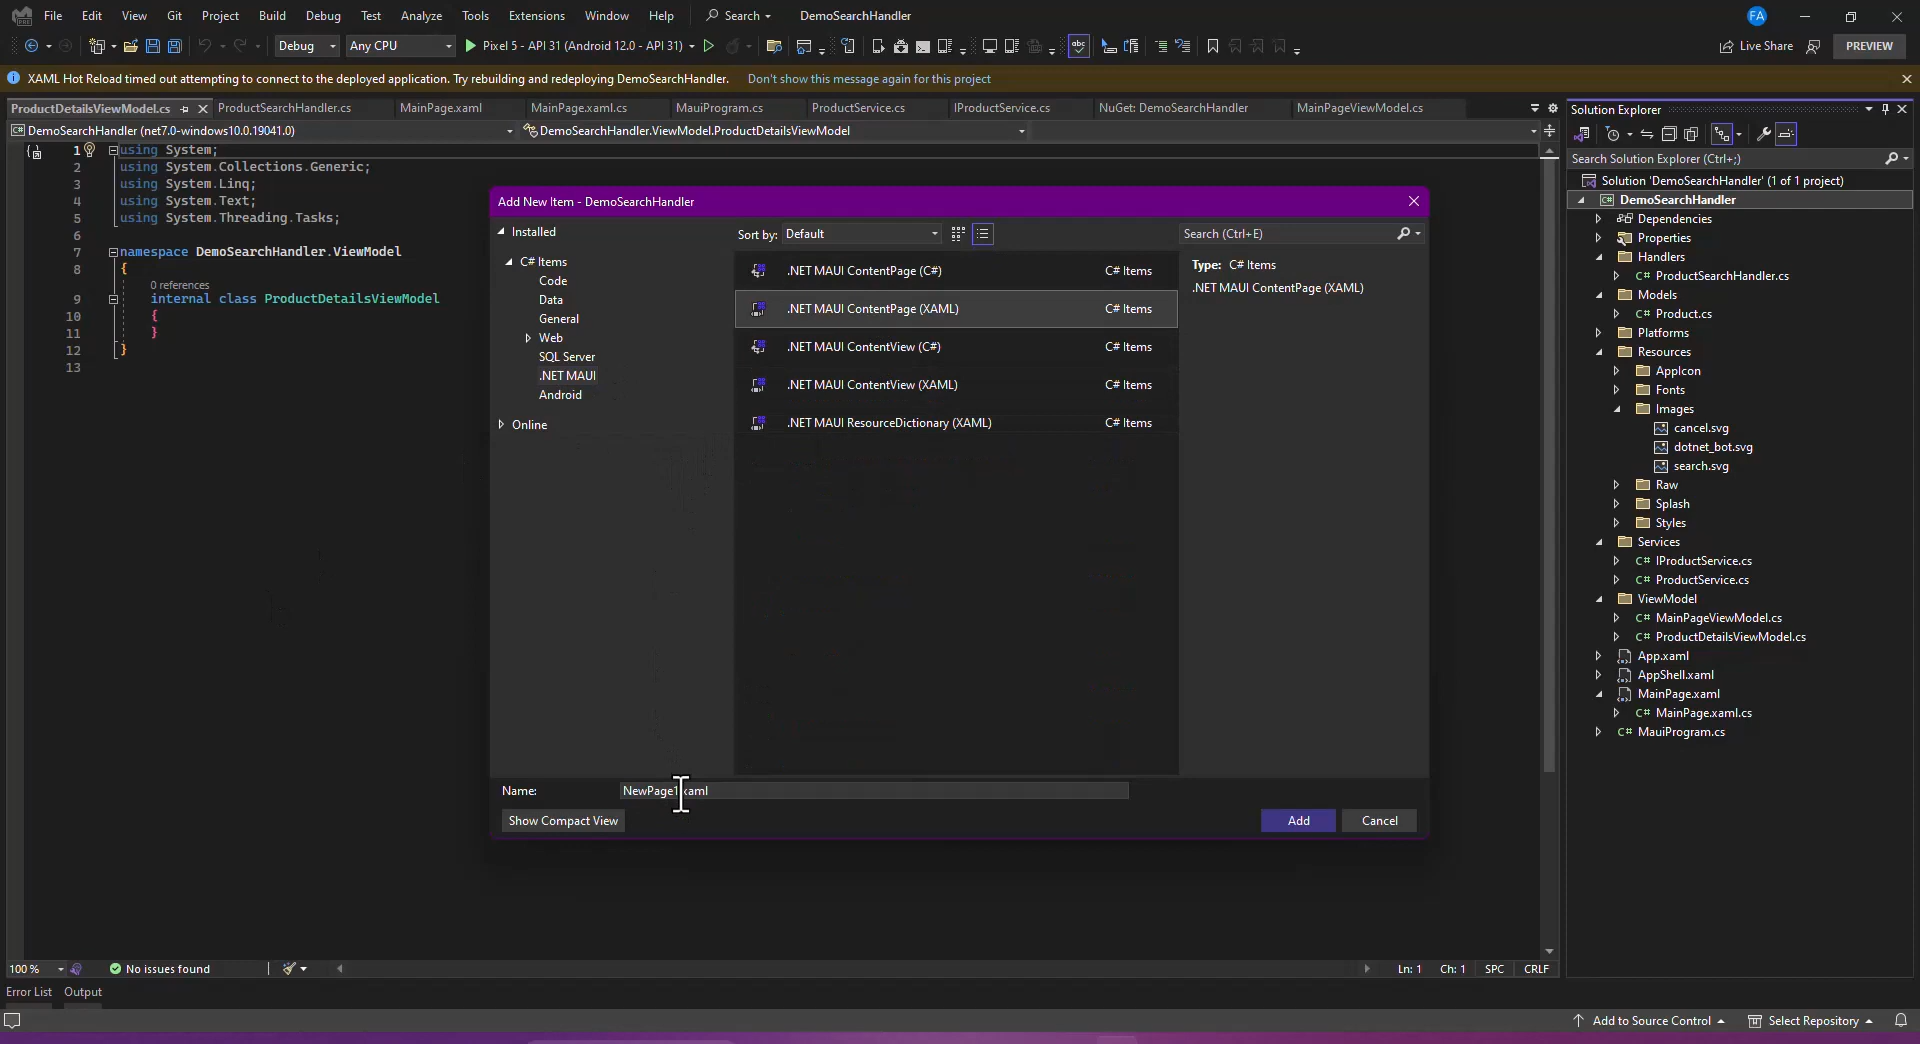 File Edit View Git Project Build Debug Test Analyze Tools Extensions Window Help Search DemoSearchHandler FA
Debug Any CPU Pixel 5 - API 31 (Android 12.0 - API 31) abc Live Share PREVIEW
XAML Hot Reload timed out attempting to connect to the deployed application. Try rebuilding and redeploying DemoSearchHandler. Don't show this message again for this project
ProductDetailsViewModel.cs ProductSearchHandler.cs MainPage.xaml MainPage.xaml.cs MauiProgram.cs ProductService.cs IProductService.cs NuGet: DemoSearchHandler MainPageViewModel.cs
DemoSearchHandler (net7.0-windows10.0.19041.0) DemoSearchHandler.ViewModel.ProductDetailsViewModel
1 using System;
2 using System.Collections.Generic;
3 using System.Linq;
4 using System.Text;
5 using System.Threading.Tasks;
6
7 namespace DemoSearchHandler.ViewModel
8 {
0 references
9 internal class ProductDetailsViewModel
10 {
11 }
12 }
13
Add New Item - DemoSearchHandler
Installed
C# Items
Code
Data
General
Web
SQL Server
.NET MAUI
Android
Online
Sort by: Default
.NET MAUI ContentPage (C#) C# Items
.NET MAUI ContentPage (XAML) C# Items
.NET MAUI ContentView (C#) C# Items
.NET MAUI ContentView (XAML) C# Items
.NET MAUI ResourceDictionary (XAML) C# Items
Search (Ctrl+E)
Type: C# Items
.NET MAUI ContentPage (XAML)
Name: NewPage1.xaml
Show Compact View Add Cancel
Solution Explorer
Search Solution Explorer (Ctrl+;)
Solution 'DemoSearchHandler' (1 of 1 project)
C# DemoSearchHandler
Dependencies
Properties
Handlers
C# ProductSearchHandler.cs
Models
C# Product.cs
Platforms
Resources
AppIcon
Fonts
Images
cancel.svg
dotnet_bot.svg
search.svg
Raw
Splash
Styles
Services
C# IProductService.cs
C# ProductService.cs
ViewModel
C# MainPageViewModel.cs
C# ProductDetailsViewModel.cs
App.xaml
AppShell.xaml
MainPage.xaml
C# MainPage.xaml.cs
C# MauiProgram.cs
100 % No issues found Ln: 1 Ch: 1 SPC CRLF
Error List Output
Add to Source Control Select Repository